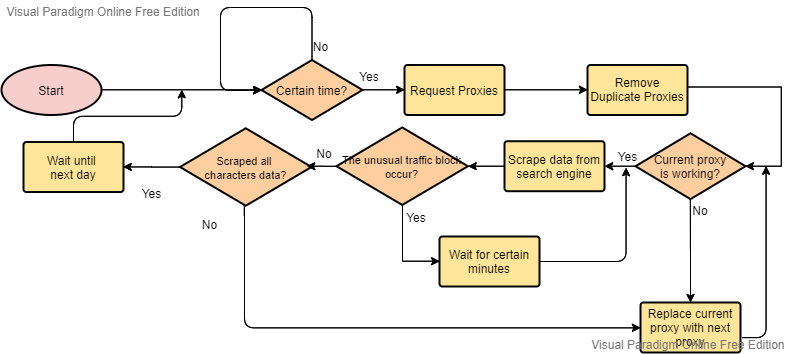 Visual Paradigm Online Free Edition
No
Start
Certain time?
Yes
Request Proxies
Remove
Duplicate Proxies
Wait until
next day
Yes
Scraped all
characters data?
No
No
The unusual traffic block
occur?
Yes
Scrape data from
search engine
Yes
Current proxy
is working?
No
Wait for certain
minutes
Replace current
proxy with next
proxy
Visual Paradigm Online Free Edition